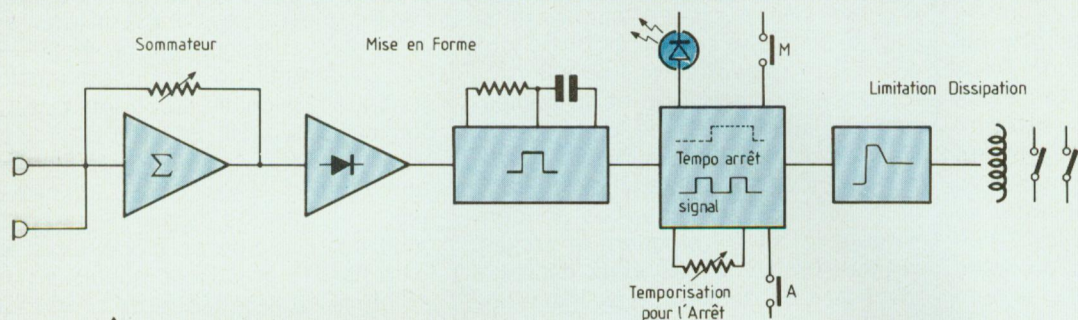 Sommateur
Mise en Forme
M
Limitation Dissipation
Σ
Tempo arrêt
signal
Temporisation
pour l'Arrêt
A